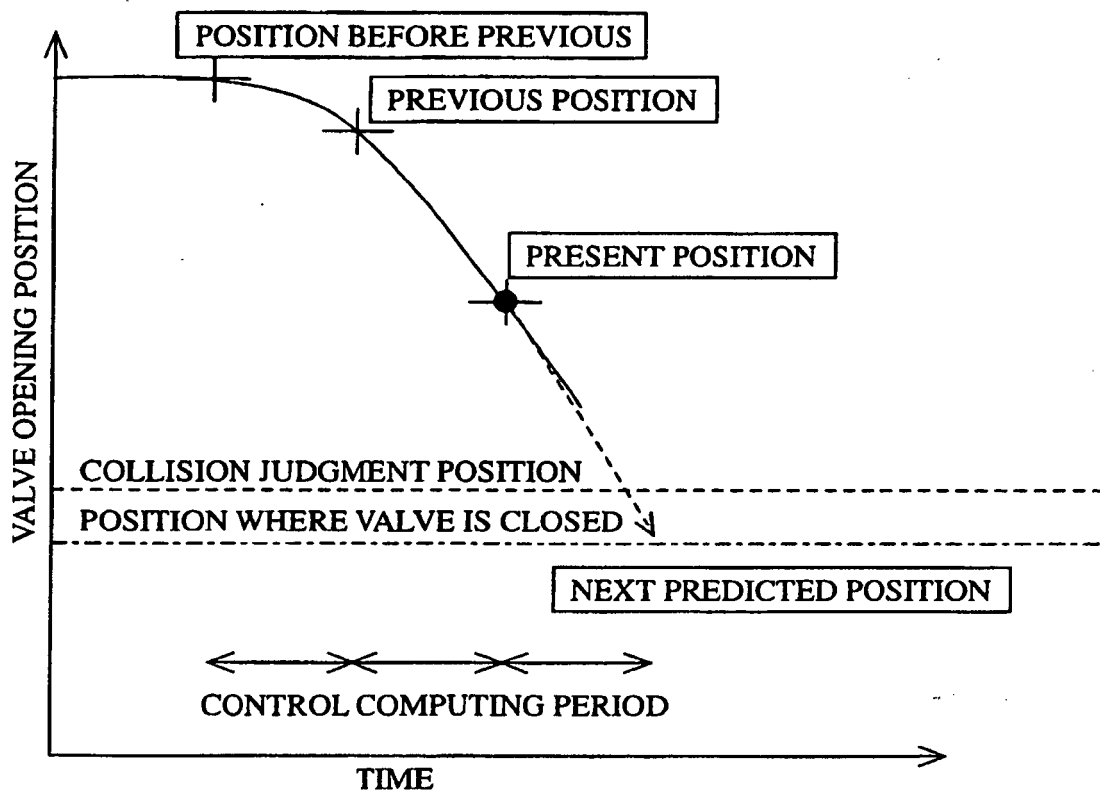 POSITION BEFORE PREVIOUS
PREVIOUS POSITION
PRESENT POSITION
VALVE OPENING POSITION
COLLISION JUDGMENT POSITION
POSITION WHERE VALVE IS CLOSED
NEXT PREDICTED POSITION
CONTROL COMPUTING PERIOD
TIME